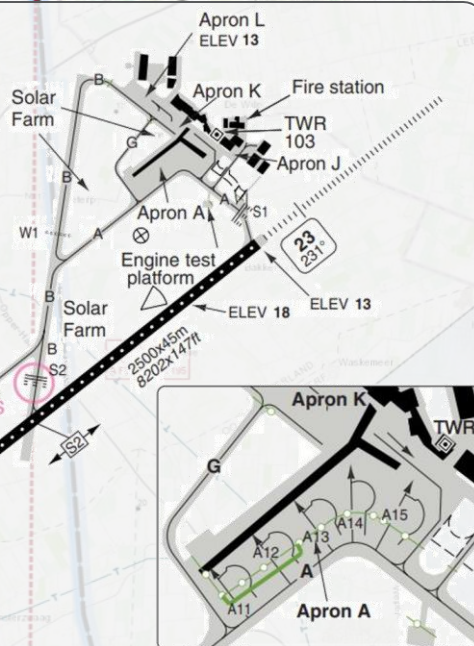 Apron L
ELEV 13
B
Solar
Farm
Apron K
Fire station
TWR
103
G
Apron J
B
Apron A
A
S1
W1
A
23
231°
Engine test
platform
ELEV 13
B
Solar
Farm
ELEV 18
2500x45m
8202x147ft
B
S2
S2
Apron K
TWR
G
A15
A14
A13
A12
A
A11
Apron A